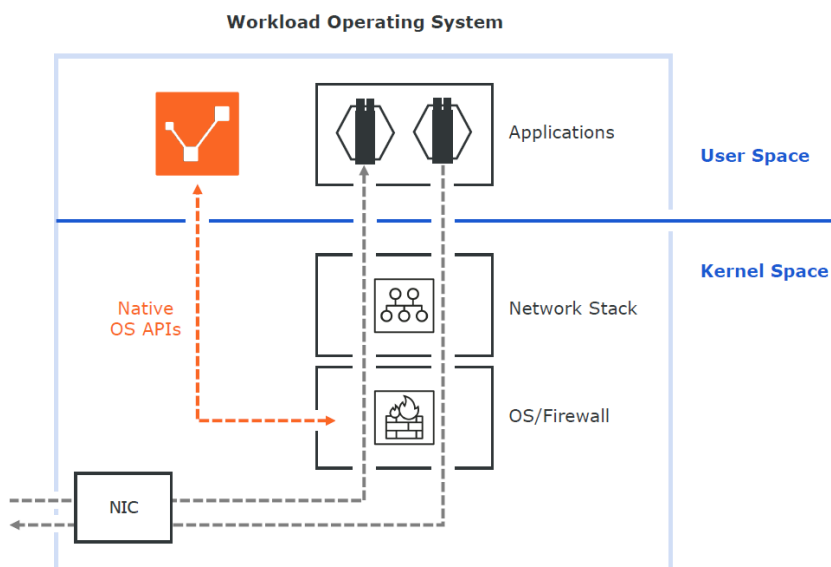 Workload Operating System
Applications
User Space
Kernel Space
Native
OS APIs
Network Stack
OS/Firewall
NIC